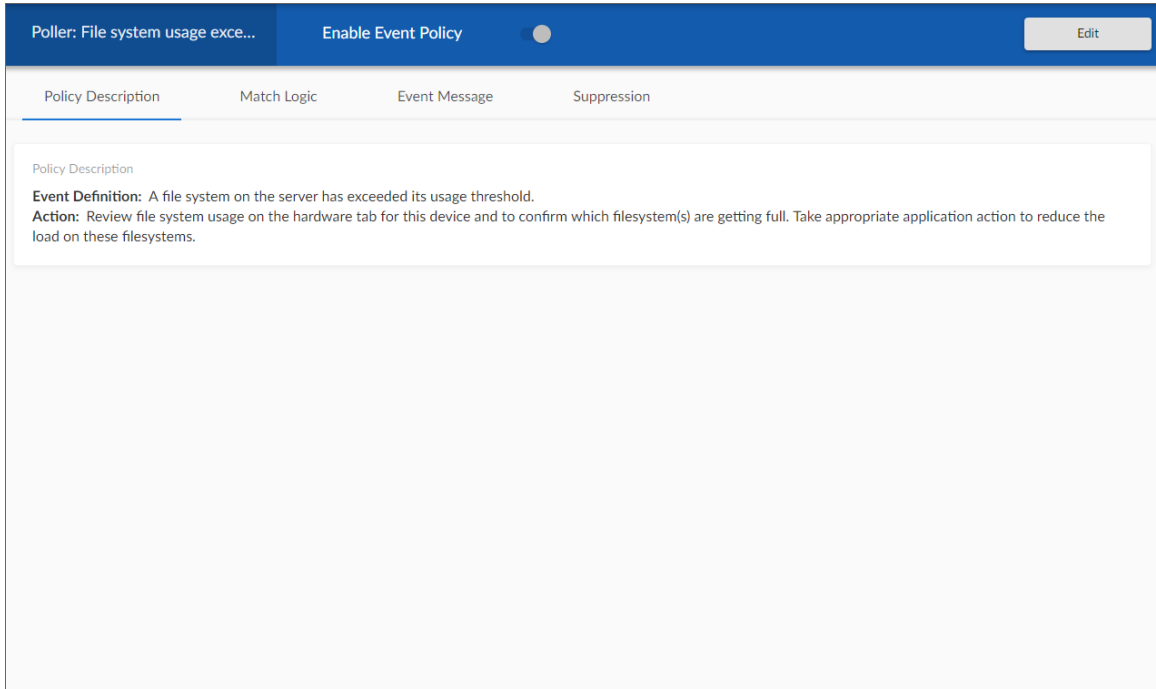 Poller: File system usage exce...
Enable Event Policy
Edit
Policy Description
Match Logic
Event Message
Suppression
Policy Description
Event Definition: A file system on the server has exceeded its usage threshold.
Action: Review file system usage on the hardware tab for this device and to confirm which filesystem(s) are getting full. Take appropriate application action to reduce the
load on these filesystems.